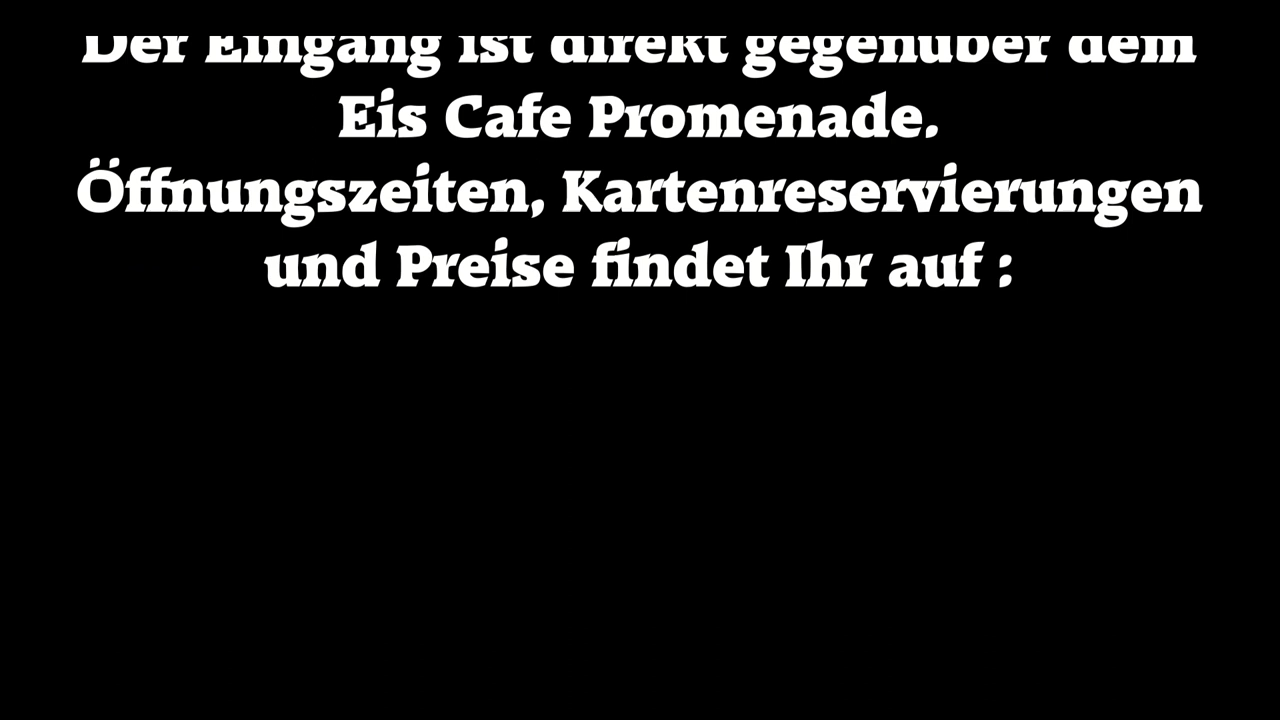 Der Eingang ist direkt gegenüber dem
Eis Cafe Promenade.
Öffnungszeiten, Kartenreservierungen
und Preise findet Ihr auf :